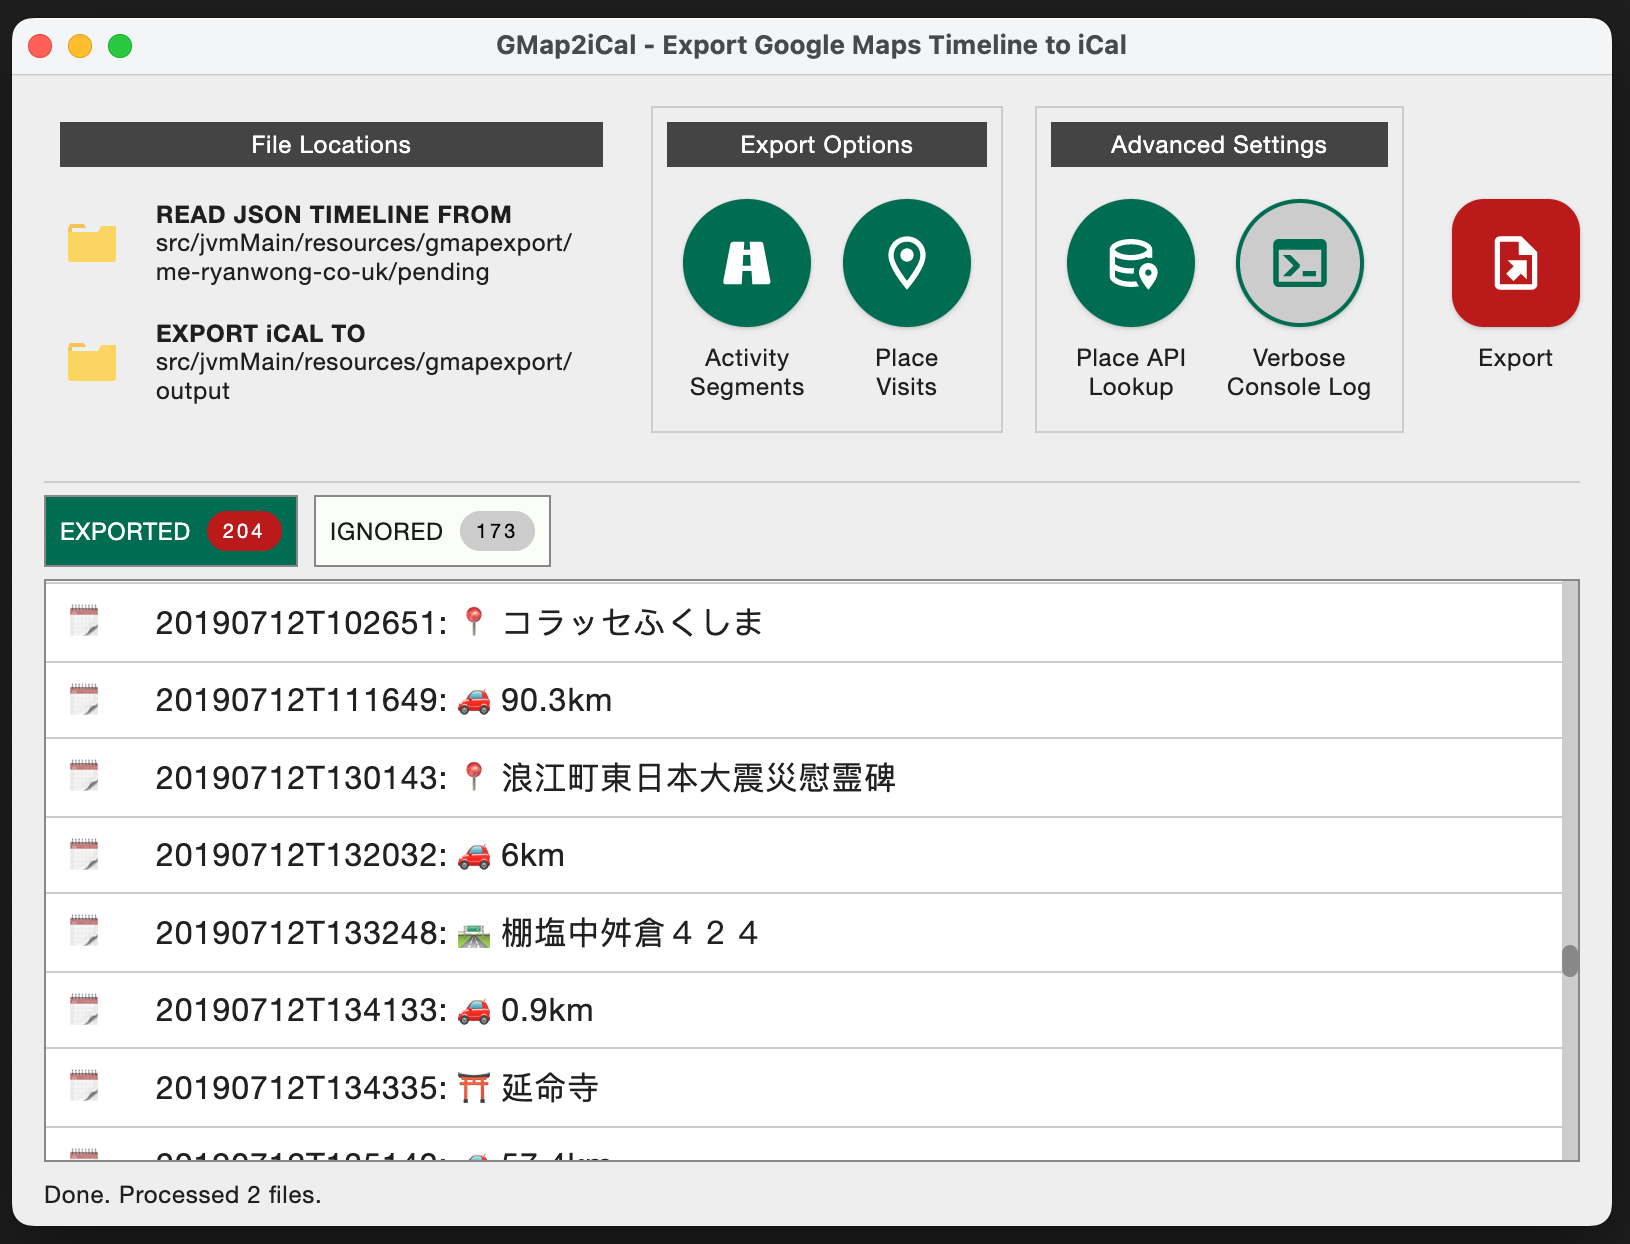 GMap2iCal - Export Google Maps Timeline to iCal
File Locations
READ JSON TIMELINE FROM
src/jvmMain/resources/gmapexport/
me-ryanwong-co-uk/pending
EXPORT iCAL TO
src/jvmMain/resources/gmapexport/
output
Export Options
Activity
Segments
Place
Visits
Advanced Settings
Place API
Lookup
Verbose
Console Log
Export
EXPORTED 204
IGNORED 173
20190712T102651: 📍 コラッセふくしま
20190712T111649: 🚗 90.3km
20190712T130143: 📍 浪江町東日本大震災慰霊碑
20190712T132032: 🚗 6km
20190712T133248: 🛣️ 棚塩中舛倉４２４
20190712T134133: 🚗 0.9km
20190712T134335: ⛩️ 延命寺
Done. Processed 2 files.